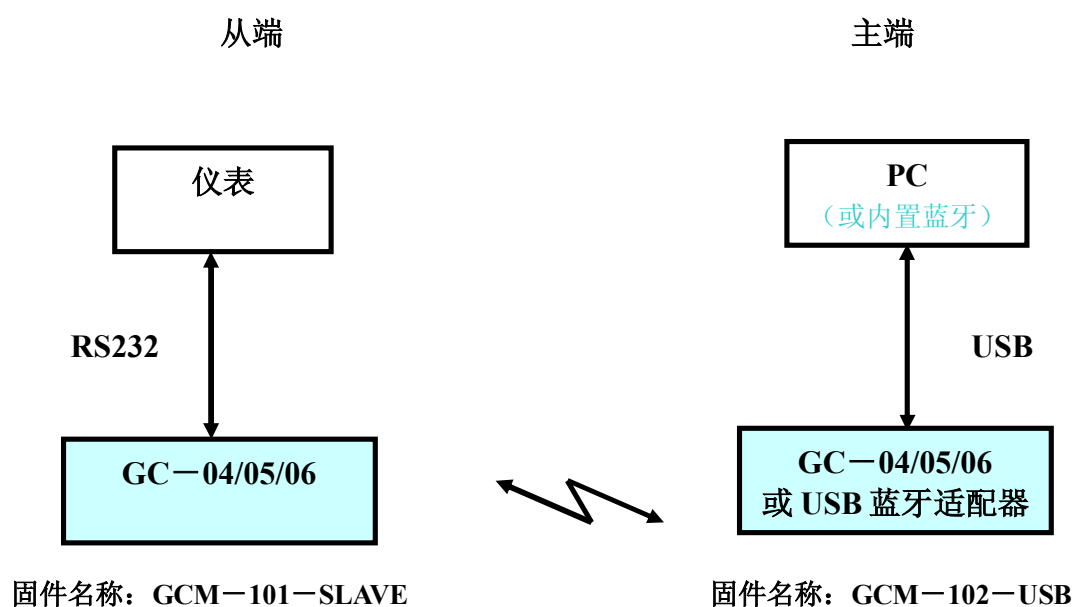 从端
主端
仪表
PC
（或内置蓝牙）
RS232
USB
GC－04/05/06
GC－04/05/06
或 USB 蓝牙适配器
固件名称：GCM－101－SLAVE
固件名称：GCM－102－USB